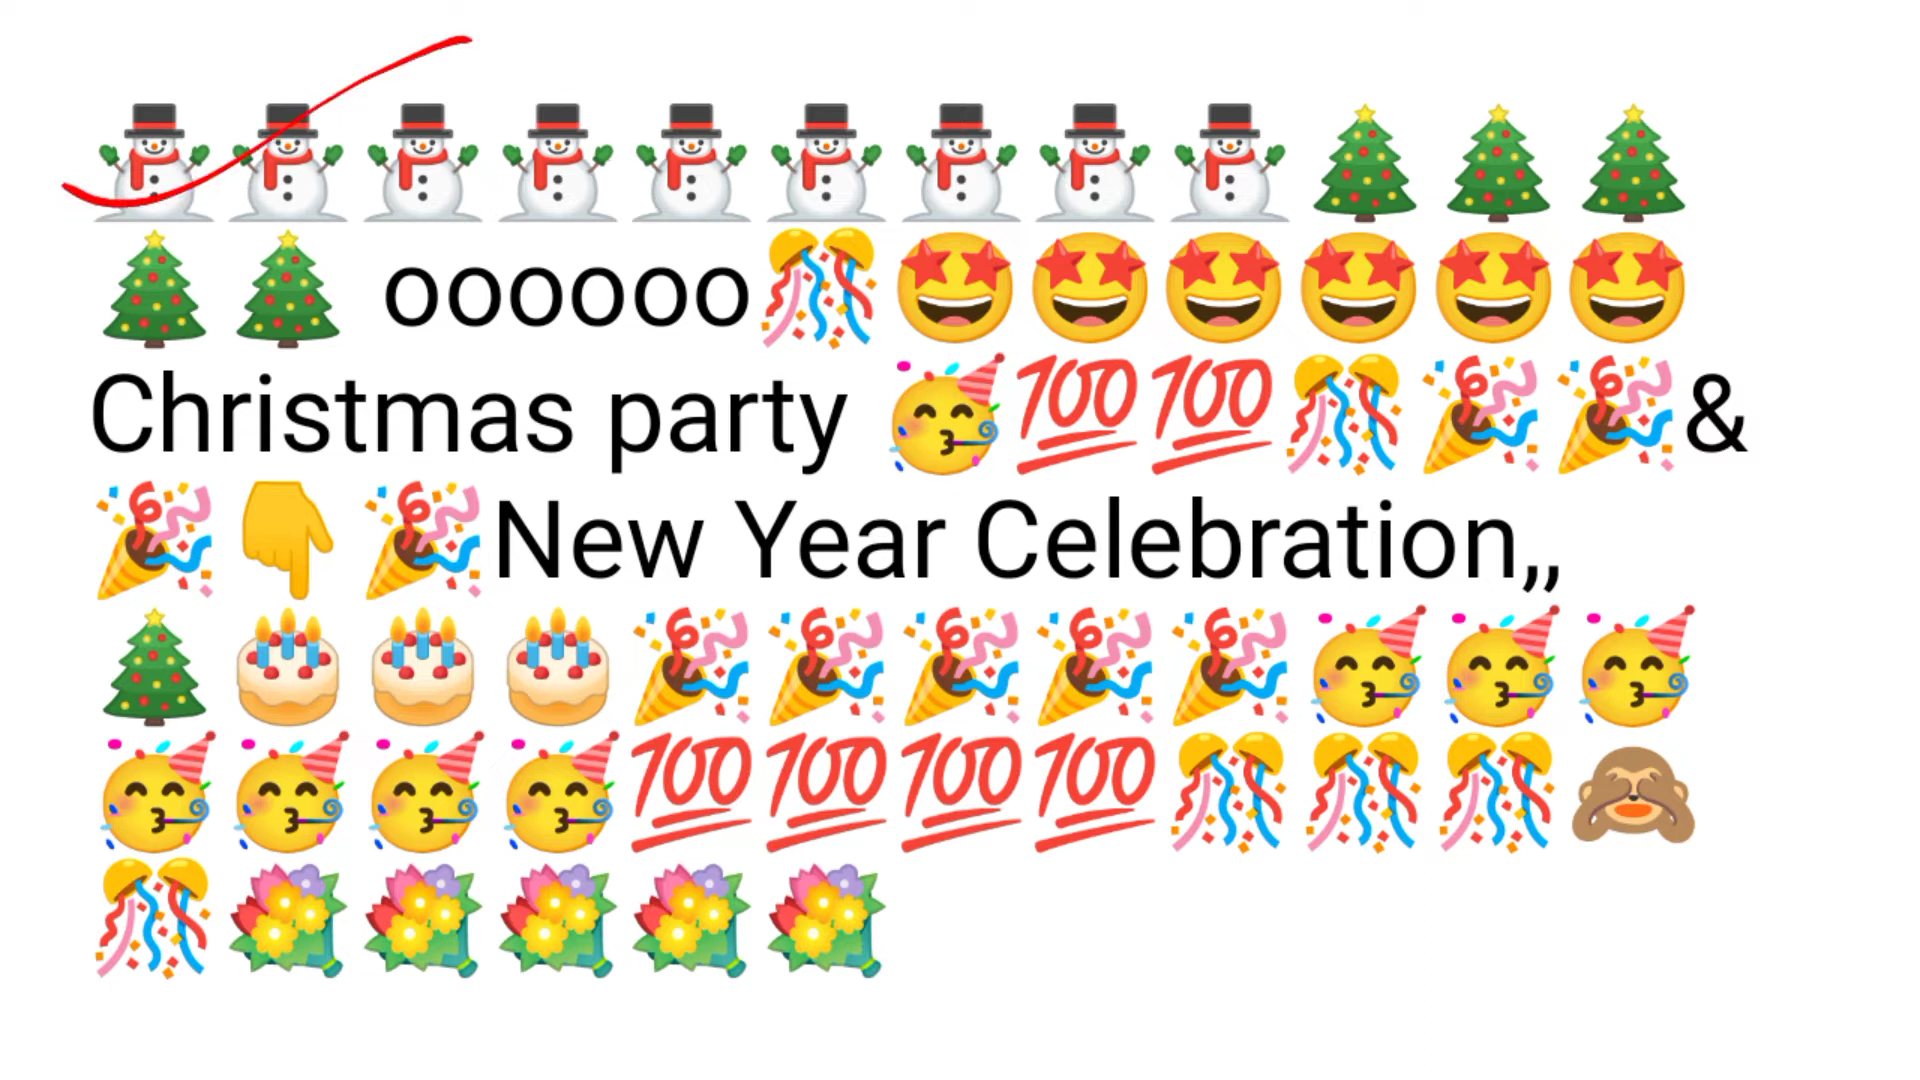 ⛄⛄⛄⛄⛄⛄⛄⛄⛄🎄🎄🎄
🎄🎄 oooooo🎊🤩🤩🤩🤩🤩🤩
Christmas party 🥳💯💯🎊🎉🎉&
🎉👇🎉New Year Celebration,,
🎄🎂🎂🎂🎉🎉🎉🎉🎉🥳🥳🥳
🥳🥳🥳🥳💯💯💯💯🎊🎊🎊🙈
🎊💐💐💐💐💐